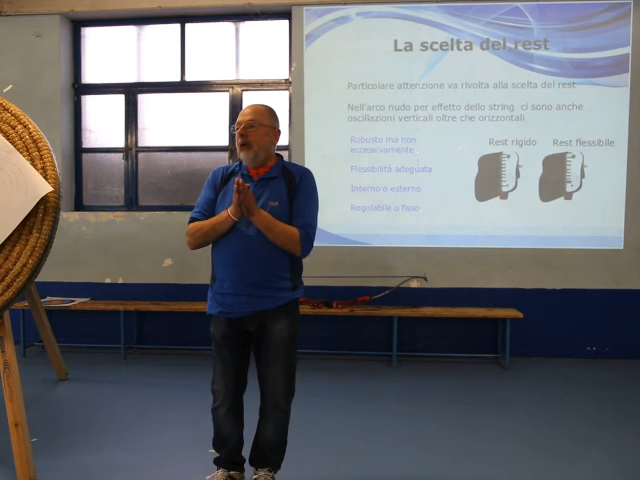 La scelta del rest
Particolare attenzione va rivolta alla scelta del rest
Nell'arco nudo per effetto dello string ci sono anche
oscillazioni verticali oltre che orizzontali
Robusto ma non
eccessivamente
Rest rigido
Rest flessibile
Flessibilità adeguata
Interno o esterno
Regolabile o fisso